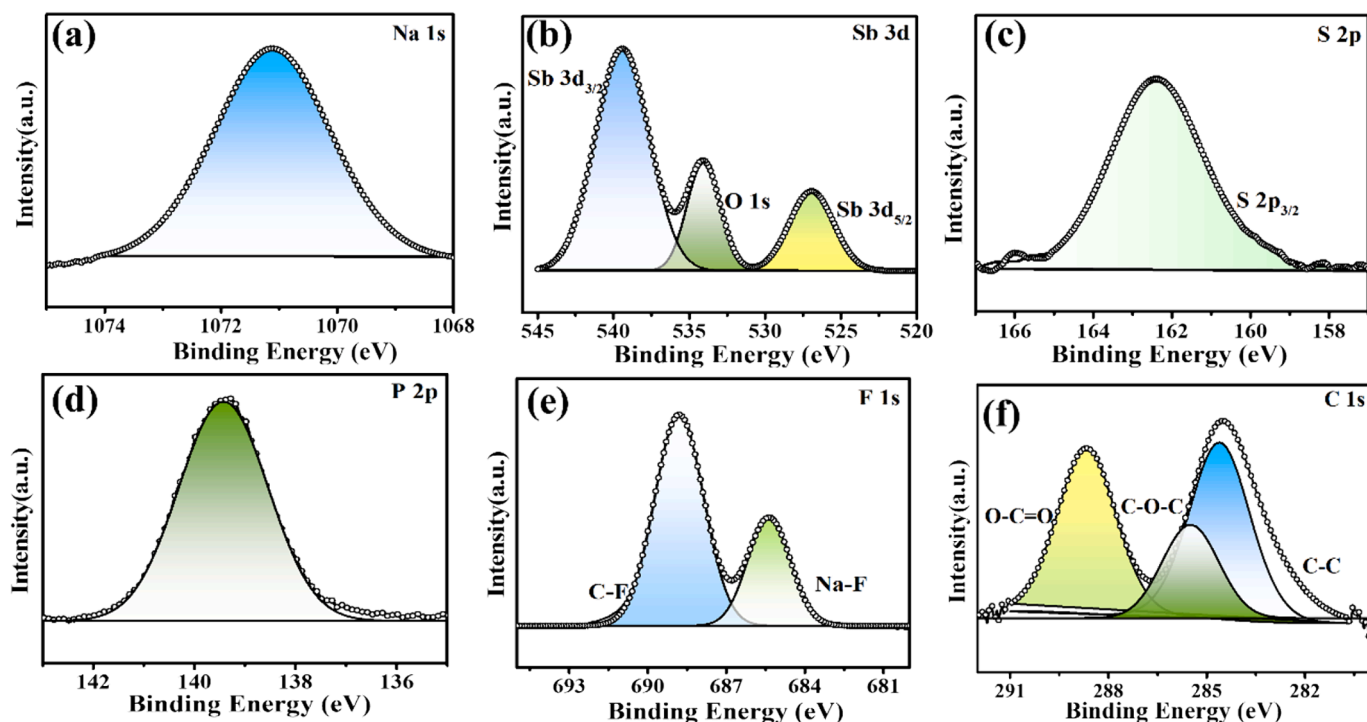 (a)
Na 1s
Intensity(a.u.)
1074 1072 1070 1068
Binding Energy (eV)
(b)
Sb 3d
Sb 3d3/2
O 1s
Sb 3d5/2
Intensity(a.u.)
545 540 535 530 525 520
Binding Energy (eV)
(c)
S 2p
S 2p3/2
Intensity(a.u.)
166 164 162 160 158
Binding Energy (eV)
(d)
P 2p
Intensity(a.u.)
142 140 138 136
Binding Energy (eV)
(e)
F 1s
C-F
Na-F
Intensity(a.u.)
693 690 687 684 681
Binding Energy (eV)
(f)
C 1s
O-C=O
C-O-C
C-C
Intensity(a.u.)
291 288 285 282
Binding Energy (eV)